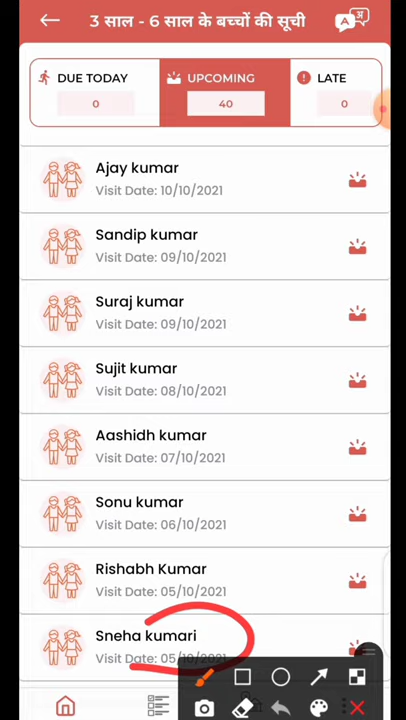 3 साल - 6 साल के बच्चों की सूची
A अ
DUE TODAY
0
UPCOMING
40
LATE
0
Ajay kumar
Visit Date: 10/10/2021
Sandip kumar
Visit Date: 09/10/2021
Suraj kumar
Visit Date: 09/10/2021
Sujit kumar
Visit Date: 08/10/2021
Aashidh kumar
Visit Date: 07/10/2021
Sonu kumar
Visit Date: 06/10/2021
Rishabh Kumar
Visit Date: 05/10/2021
Sneha kumari
Visit Date: 05/10/2021